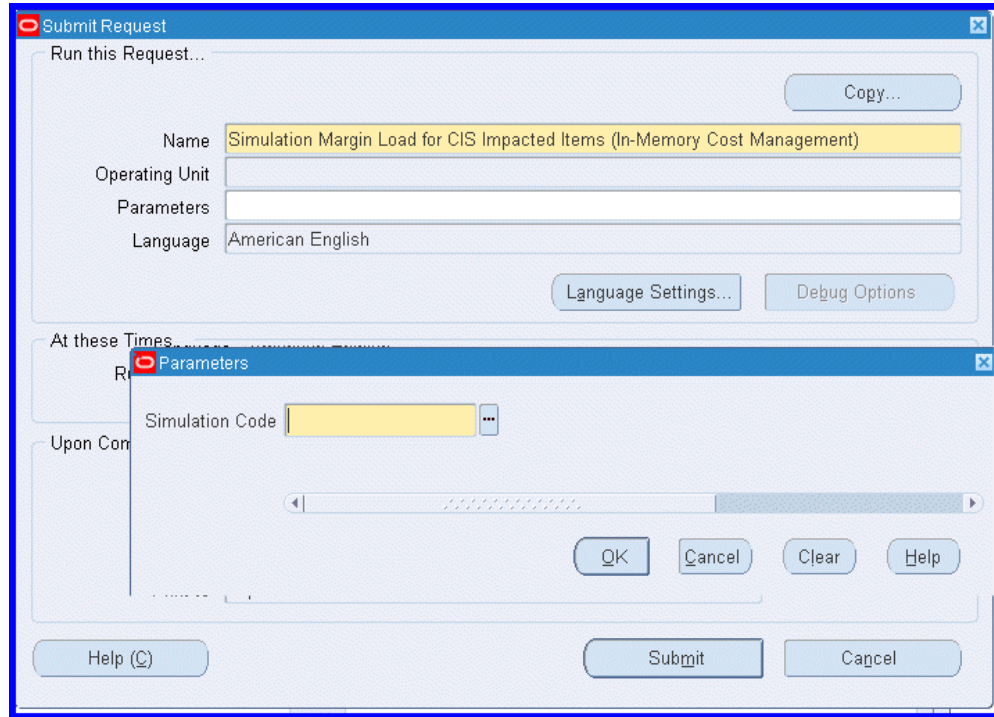 Submit Request
Run this Request...
Copy...
Name Simulation Margin Load for CIS Impacted Items (In-Memory Cost Management)
Operating Unit
Parameters
Language American English
Language Settings... Debug Options
At these Times
Parameters
Simulation Code
Upon Com
OK Cancel Clear Help
Help (C) Submit Cancel